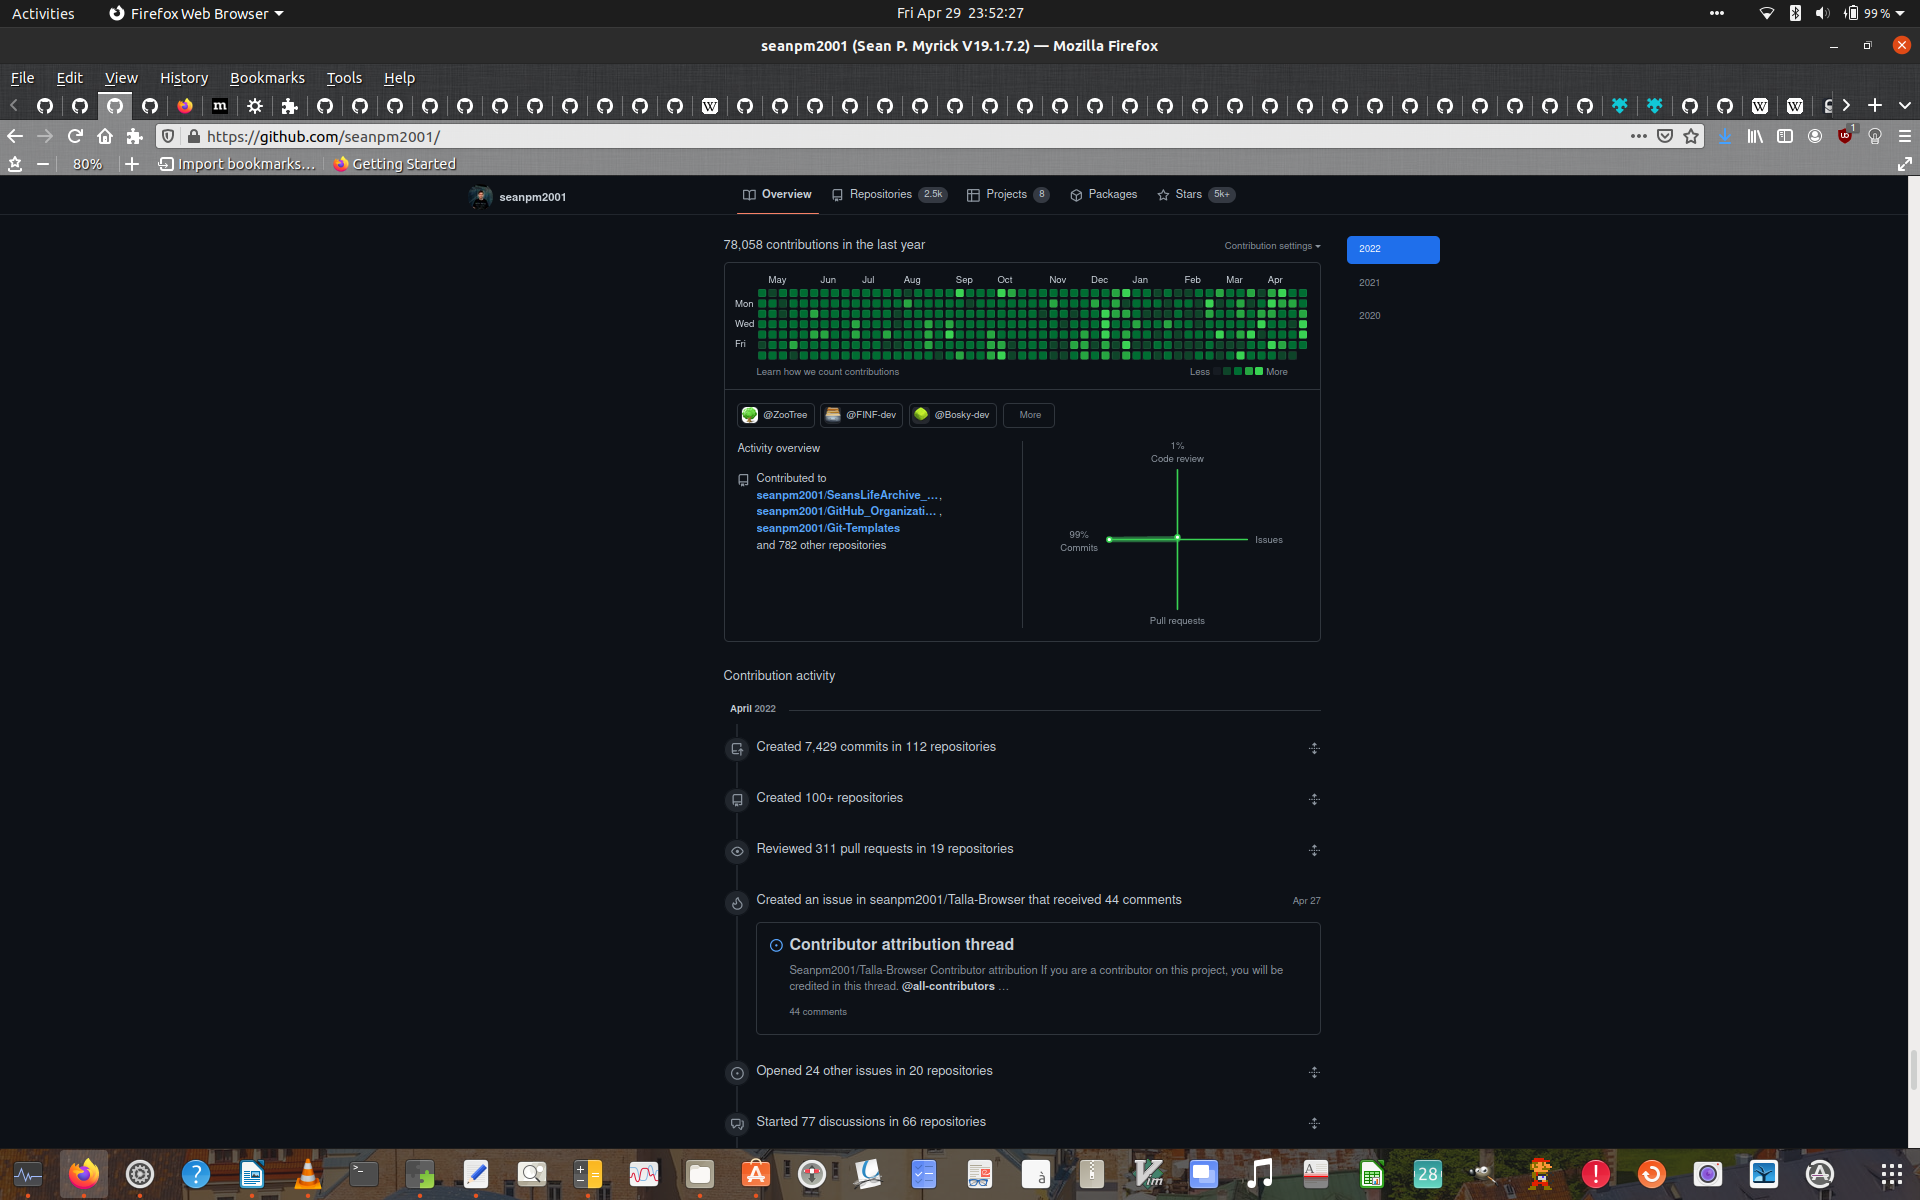 Activities
Firefox Web Browser
Fri Apr 29 23:52:27
99 %
seanpm2001 (Sean P. Myrick V19.1.7.2) — Mozilla Firefox
File Edit View History Bookmarks Tools Help
https://github.com/seanpm2001/
1
80%
Import bookmarks...
Getting Started
seanpm2001
Overview
Repositories 2.5k
Projects 8
Packages
Stars 5k+
78,058 contributions in the last year
Contribution settings
2022
2021
2020
May Jun Jul Aug Sep Oct Nov Dec Jan Feb Mar Apr
Mon
Wed
Fri
Learn how we count contributions
Less
More
@ZooTree
@FINF-dev
@Bosky-dev
More
Activity overview
Contributed to
seanpm2001/SeansLifeArchive_... ,
seanpm2001/GitHub_Organizati... ,
seanpm2001/Git-Templates
and 782 other repositories
1%
Code review
99%
Commits
Issues
Pull requests
Contribution activity
April 2022
Created 7,429 commits in 112 repositories
Created 100+ repositories
Reviewed 311 pull requests in 19 repositories
Created an issue in seanpm2001/Talla-Browser that received 44 comments
Apr 27
Contributor attribution thread
Seanpm2001/Talla-Browser Contributor attribution If you are a contributor on this project, you will be
credited in this thread. @all-contributors ...
44 comments
Opened 24 other issues in 20 repositories
Started 77 discussions in 66 repositories
28